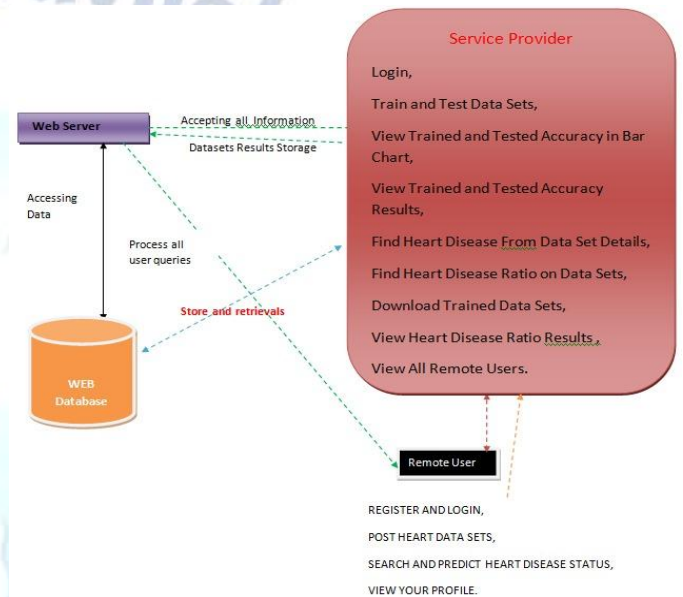 Service Provider
Login,
Train and Test Data Sets,
View Trained and Tested Accuracy in Bar
Chart,
View Trained and Tested Accuracy
Results,
Find Heart Disease From Data Set Details,
Find Heart Disease Ratio on Data Sets,
Download Trained Data Sets,
View Heart Disease Ratio Results ,
View All Remote Users.
Web Server
Accepting all Information
Datasets Results Storage
Accessing
Data
Process all
user queries
Store and retrievals
WEB
Database
Remote User
REGISTER AND LOGIN,
POST HEART DATA SETS,
SEARCH AND PREDICT HEART DISEASE STATUS,
VIEW YOUR PROFILE.